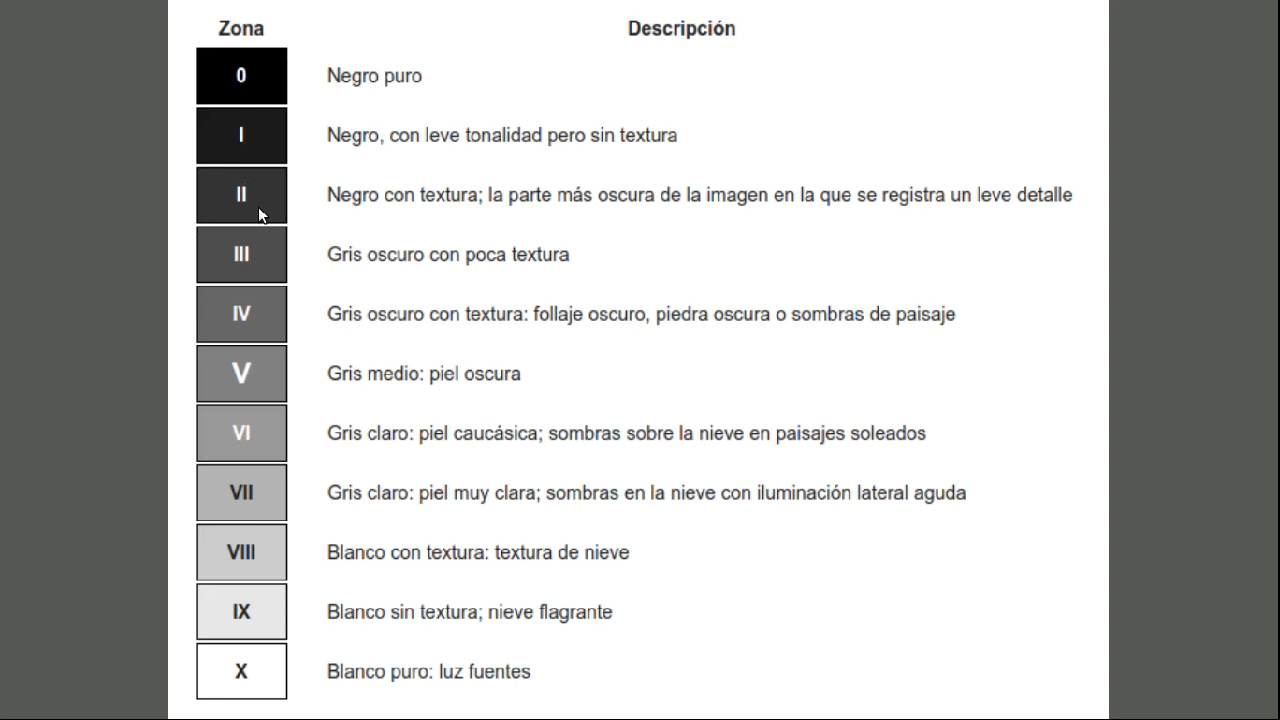 Zona Descripción
0 Negro puro
I Negro, con leve tonalidad pero sin textura
II Negro con textura; la parte más oscura de la imagen en la que se registra un leve detalle
III Gris oscuro con poca textura
IV Gris oscuro con textura: follaje oscuro, piedra oscura o sombras de paisaje
V Gris medio: piel oscura
VI Gris claro: piel caucásica; sombras sobre la nieve en paisajes soleados
VII Gris claro: piel muy clara; sombras en la nieve con iluminación lateral aguda
VIII Blanco con textura: textura de nieve
IX Blanco sin textura; nieve flagrante
X Blanco puro: luz fuentes